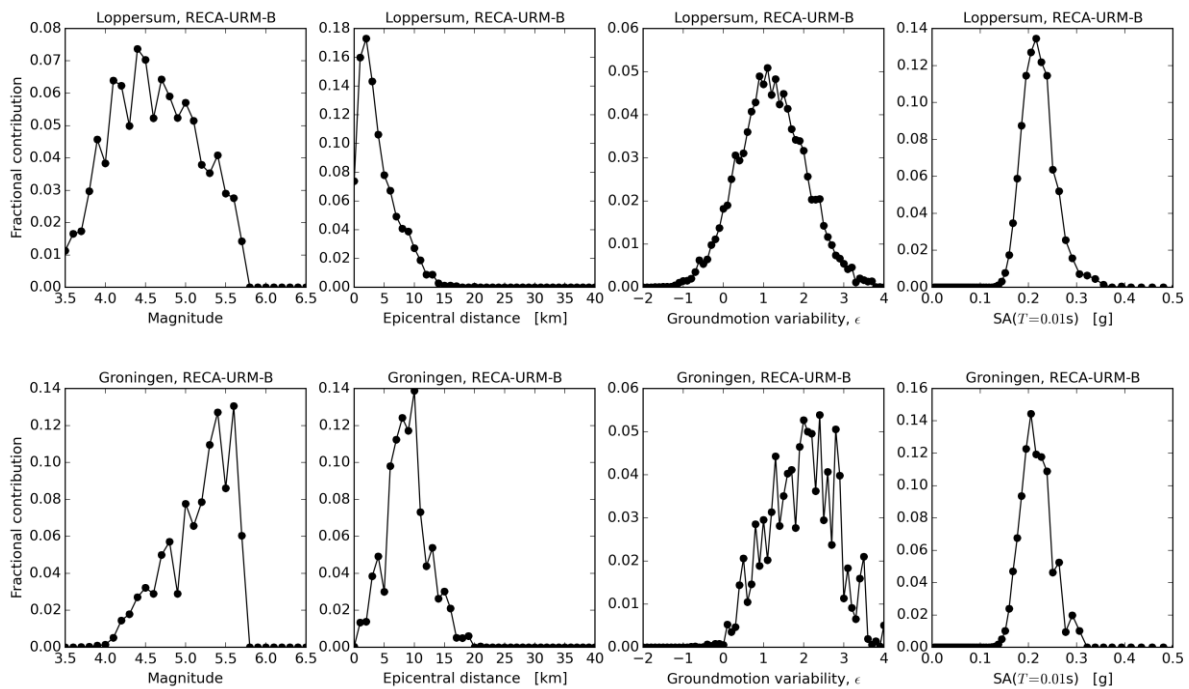 Loppersum, RECA-URM-B
Fractional contribution
0.08
0.07
0.06
0.05
0.04
0.03
0.02
0.01
0.00
3.5 4.0 4.5 5.0 5.5 6.0 6.5
Magnitude
Loppersum, RECA-URM-B
0.18
0.16
0.14
0.12
0.10
0.08
0.06
0.04
0.02
0.00
0 5 10 15 20 25 30 35 40
Epicentral distance [km]
Loppersum, RECA-URM-B
0.06
0.05
0.04
0.03
0.02
0.01
0.00
−2 −1 0 1 2 3 4
Groundmotion variability, ϵ
Loppersum, RECA-URM-B
0.14
0.12
0.10
0.08
0.06
0.04
0.02
0.00
0.0 0.1 0.2 0.3 0.4 0.5
SA(T=0.01s) [g]
Groningen, RECA-URM-B
Fractional contribution
0.14
0.12
0.10
0.08
0.06
0.04
0.02
0.00
3.5 4.0 4.5 5.0 5.5 6.0 6.5
Magnitude
Groningen, RECA-URM-B
0.14
0.12
0.10
0.08
0.06
0.04
0.02
0.00
0 5 10 15 20 25 30 35 40
Epicentral distance [km]
Groningen, RECA-URM-B
0.06
0.05
0.04
0.03
0.02
0.01
0.00
−2 −1 0 1 2 3 4
Groundmotion variability, ϵ
Groningen, RECA-URM-B
0.16
0.14
0.12
0.10
0.08
0.06
0.04
0.02
0.00
0.0 0.1 0.2 0.3 0.4 0.5
SA(T=0.01s) [g]